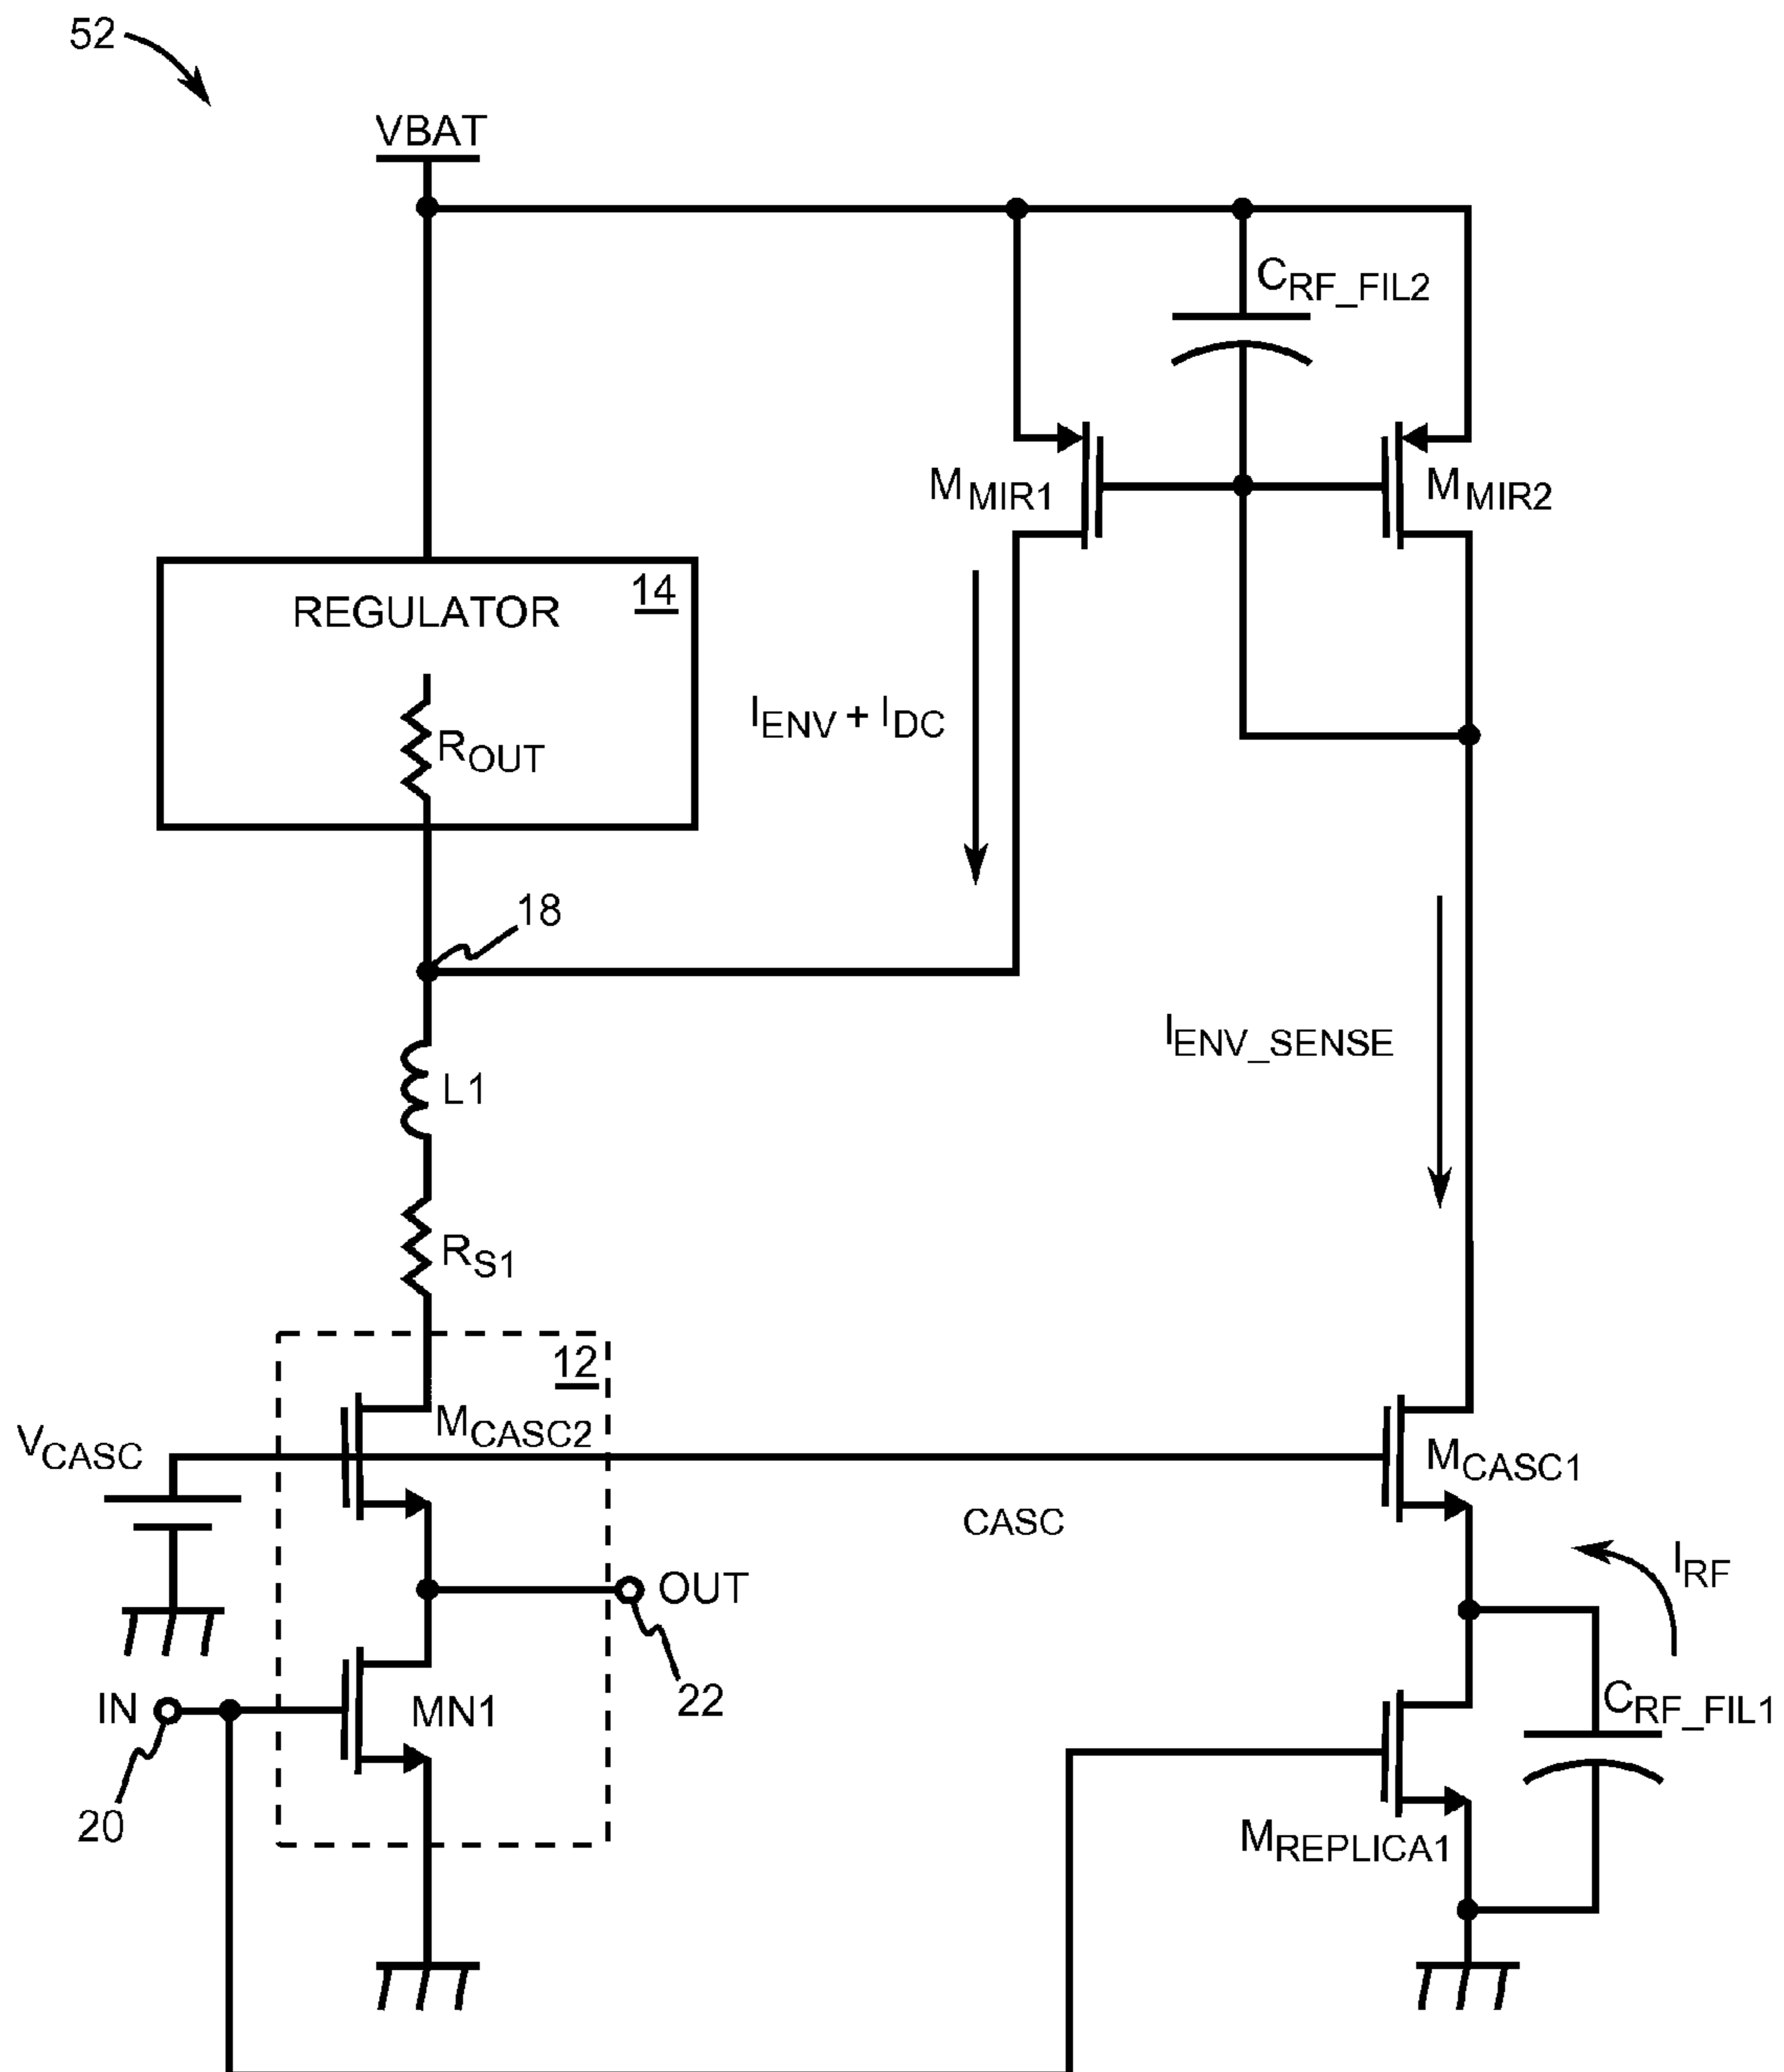 52
VBAT
CRF_FIL2
MMIR1
MMIR2
REGULATOR
14
ROUT
IENV + IDC
18
L1
IENV_SENSE
RS1
12
VCASC
MCASC2
MCASC1
CASC
OUT
IRF
IN
MN1
22
CRF_FIL1
20
MREPLICA1